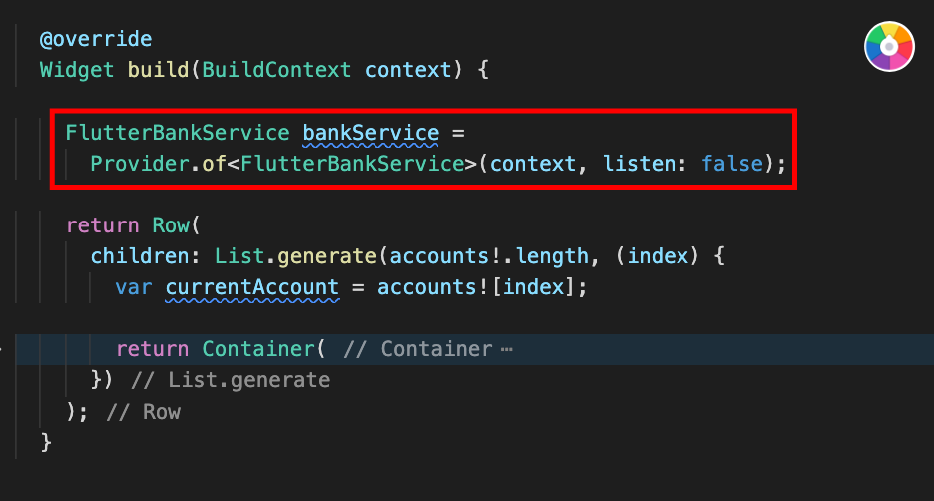 @override
Widget build(BuildContext context) {
FlutterBankService bankService =
Provider.of<FlutterBankService>(context, listen: false);
return Row(
children: List.generate(accounts!.length, (index) {
var currentAccount = accounts![index];
return Container( // Container ⋯
}) // List.generate
); // Row
}